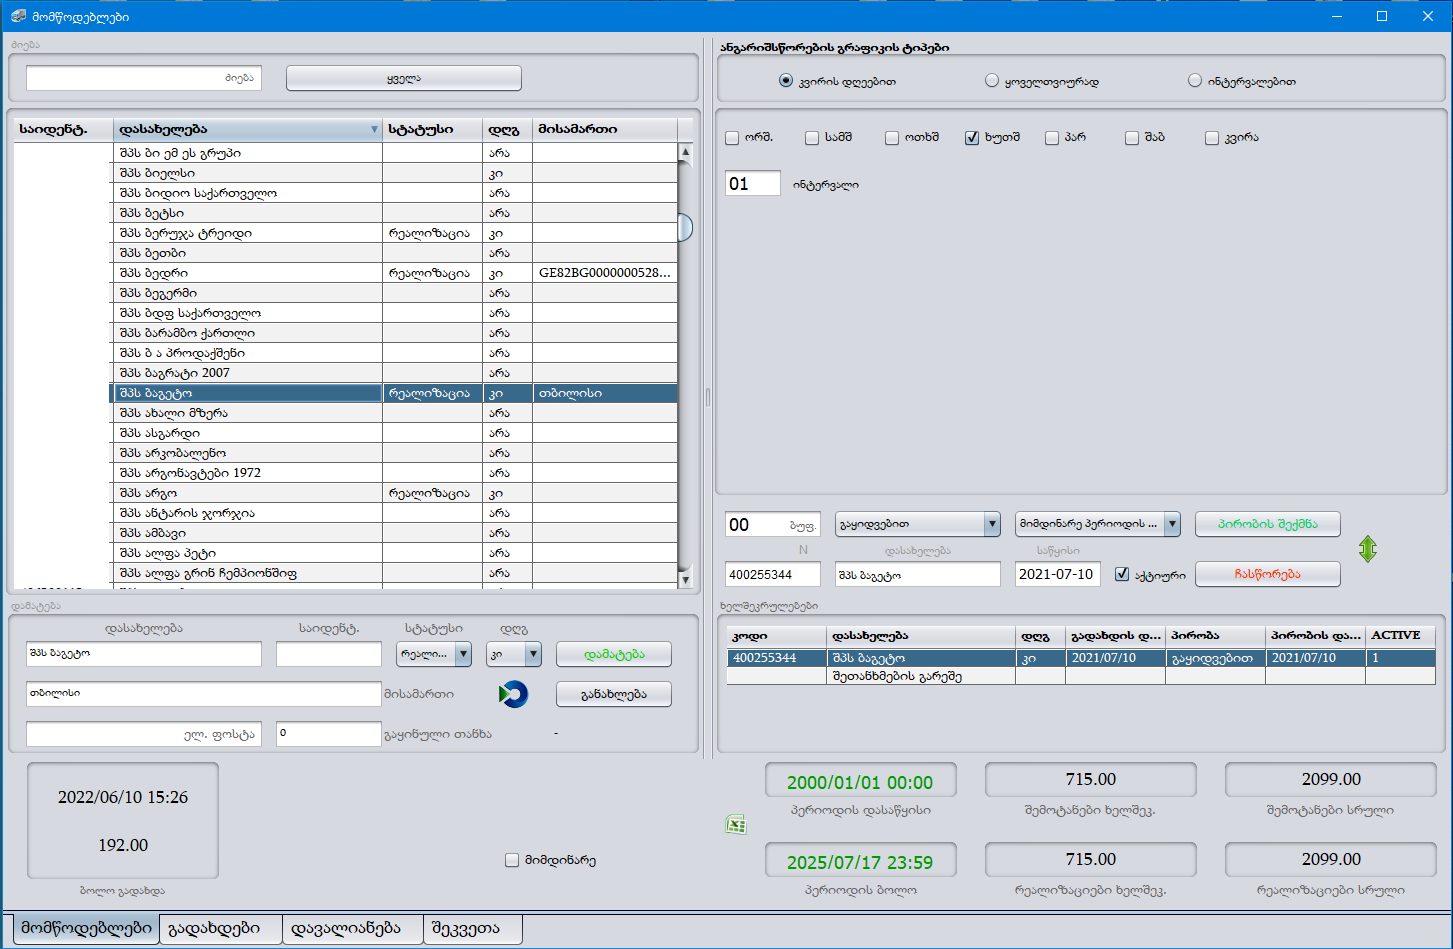 მომწოდებლები
ძიება
ძიება
ყველა
საიდენტ. დასახელება სტატუსი დღგ მისამართი
შპს ბი ემ ეს გრუპი არა
შპს ბიელსი კი
შპს ბიდიო საქართველო არა
შპს ბეტსი არა
შპს ბერუჯა ტრეიდი რეალიზაცია კი
შპს ბეთბი არა
შპს ბედრი რეალიზაცია კი GE82BG0000000528...
შპს ბეგერმი არა
შპს ბდფ საქართველო არა
შპს ბარამბო ქართლი არა
შპს ბ ა პროდაქშენი არა
შპს ბაგრატი 2007 არა
შპს ბაგეტო რეალიზაცია კი თბილისი
შპს ახალი მზერა არა
შპს ასგარდი არა
შპს არკობალენო არა
შპს არგონავტები 1972 არა
შპს არგო რეალიზაცია კი
შპს ანტარის ჯორჯია არა
შპს ამბავი არა
შპს ალფა პეტი არა
შპს ალფა გრინ ჩემპიონშიფ არა
დამატება
დასახელება საიდენტ. სტატუსი დღგ
შპს ბაგეტო რეალი... კი დამატება
თბილისი მისამართი განახლება
ელ. ფოსტა 0 გაყინული თანხა -
2022/06/10 15:26
192.00
ბოლო გადახდა
მიმდინარე
ანგარიშსწორების გრაფიკის ტიპები
კვირის დღეებით ყოველთვიურად ინტერვალებით
ორშ. სამშ ოთხშ ხუთშ პარ შაბ კვირა
01 ინტერვალი
00 ბუფ. გაყიდვებით მიმდინარე პერიოდის ... პირობის შექმნა
N დასახელება საწყისი
400255344 შპს ბაგეტო 2021-07-10 აქტიური ჩასწორება
ხელშეკრულებები
კოდი დასახელება დღგ გადახდის დ... პირობა პირობის და... ACTIVE
400255344 შპს ბაგეტო კი 2021/07/10 გაყიდვებით 2021/07/10 1
შეთანხმების გარეშე
2000/01/01 00:00 715.00 2099.00
პერიოდის დასაწყისი შემოტანები ხელშეკ. შემოტანები სრული
2025/07/17 23:59 715.00 2099.00
პერიოდის ბოლო რეალიზაციები ხელშეკ. რეალიზაციები სრული
მომწოდებლები გადახდები დავალიანება შეკვეთა